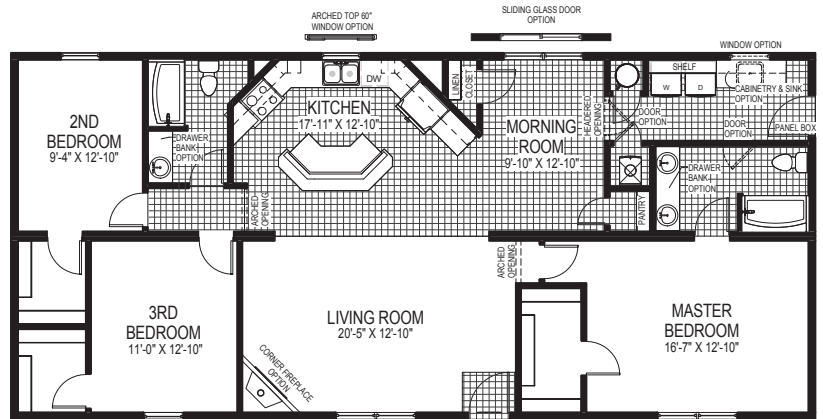 ARCHED TOP 60"
WINDOW OPTION
SLIDING GLASS DOOR
OPTION
WINDOW OPTION
2ND
BEDROOM
9'-4" X 12'-10"
DRAWER
BANK
OPTION
KITCHEN
17'-11" X 12'-10"
DW
LINEN
CLOSET
MORNING
ROOM
9'-10" X 12'-10"
HEADERED
OPENING
DOOR
OPTION
SHELF
W
D
CABINETRY & SINK
OPTION
DOOR
OPTION
PANEL BOX
DRAWER
BANK
OPTION
PANTRY
ARCHED
OPENING
ARCHED
OPENING
3RD
BEDROOM
11'-0" X 12'-10"
LIVING ROOM
20'-5" X 12'-10"
CORNER FIREPLACE
OPTION
MASTER
BEDROOM
16'-7" X 12'-10"